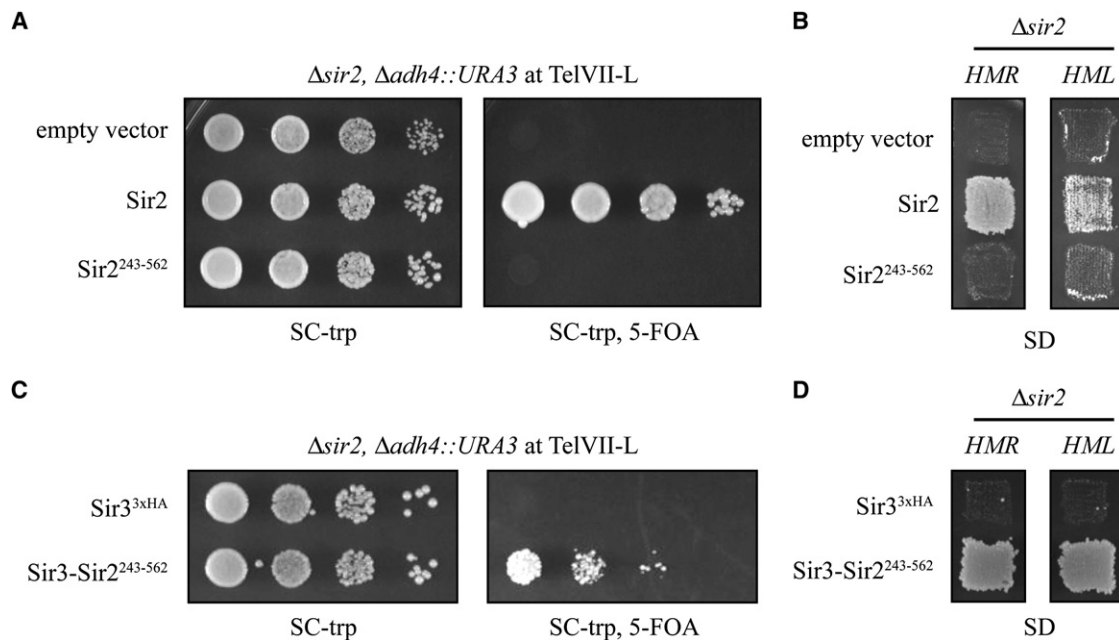 A
Δsir2, Δadh4::URA3 at TelVII-L
empty vector
Sir2
Sir2²⁴³⁻⁵⁶²
SC-trp
SC-trp, 5-FOA
B
Δsir2
HMR HML
empty vector
Sir2
Sir2²⁴³⁻⁵⁶²
SD
C
Δsir2, Δadh4::URA3 at TelVII-L
Sir3³ˣᴴᴬ
Sir3-Sir2²⁴³⁻⁵⁶²
SC-trp
SC-trp, 5-FOA
D
Δsir2
HMR HML
Sir3³ˣᴴᴬ
Sir3-Sir2²⁴³⁻⁵⁶²
SD